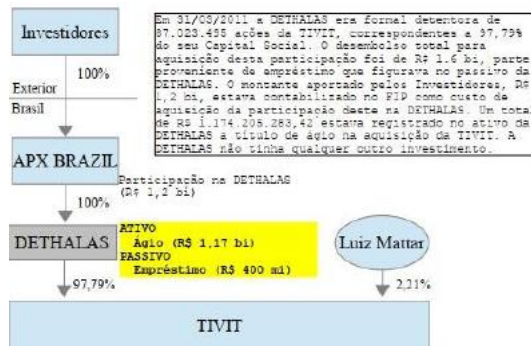 Investidores
100%
Exterior
Brasil
APX BRAZIL
Participação na DETHALAS
(R$ 1,2 bi)
100%
DETHALAS
ATIVO
Ágio (R$ 1,17 bi)
PASSIVO
Empréstimo (R$ 400 mi)
Luiz Mattar
97,79%
2,21%
TIVIT
Em 31/03/2011 a DETHALAS era formal detentora de
87.023.495 ações da TIVIT, correspondentes a 97,79%
do seu Capital Social. O desembolso total para
aquisição desta participação foi de R$ 1.6 bi, parte
proveniente de empréstimo que figurava no passivo da
DETHALAS. O montante aportado pelos Investidores, R$
1,2 bi, estava contabilizado no FIP como custo de
aquisição da participação deste na DETHALAS. Um total
de R$ 1.174.205.283,42 estava registrado no ativo da
DETHALAS a título de ágio na aquisição da TIVIT. A
DETHALAS não tinha qualquer outro investimento.